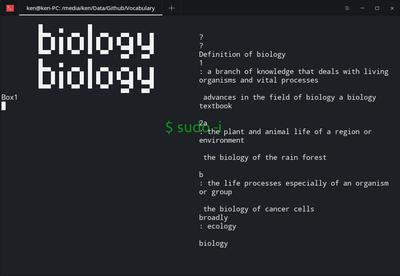 ken@ken-PC: /media/ken/Data/Github/Vocabulary
biology
biology
Box1
?
?
Definition of biology
1
: a branch of knowledge that deals with living
organisms and vital processes
advances in the field of biology a biology
textbook
2a
: the plant and animal life of a region or
environment
the biology of the rain forest
b
: the life processes especially of an organism
or group
the biology of cancer cells
broadly
: ecology
biology
$ sudo -i